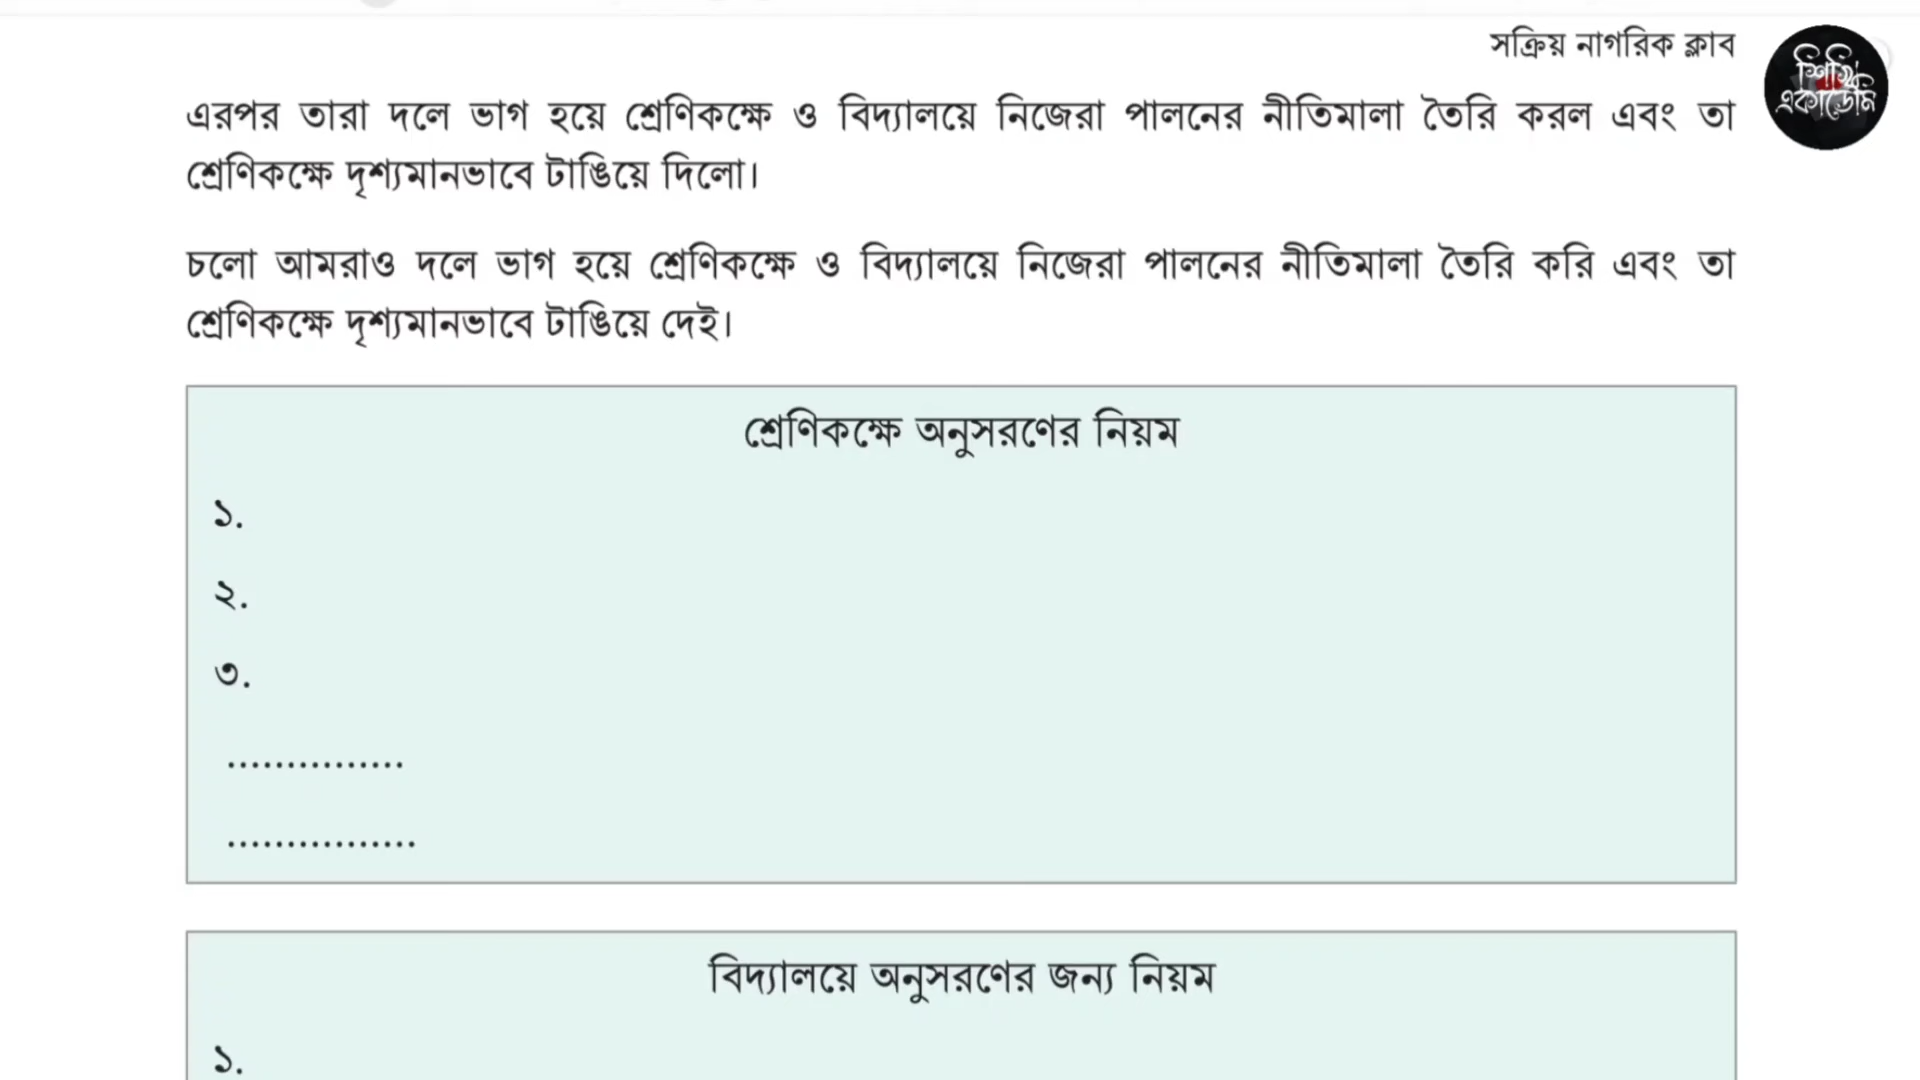 সক্রিয় নাগরিক ক্লাব
শিখি একাডেমি
এরপর তারা দলে ভাগ হয়ে শ্রেণিকক্ষে ও বিদ্যালয়ে নিজেরা পালনের নীতিমালা তৈরি করল এবং তা
শ্রেণিকক্ষে দৃশ্যমানভাবে টাঙিয়ে দিলো।
চলো আমরাও দলে ভাগ হয়ে শ্রেণিকক্ষে ও বিদ্যালয়ে নিজেরা পালনের নীতিমালা তৈরি করি এবং তা
শ্রেণিকক্ষে দৃশ্যমানভাবে টাঙিয়ে দেই।
শ্রেণিকক্ষে অনুসরণের নিয়ম
১.
২.
৩.
...............
................
বিদ্যালয়ে অনুসরণের জন্য নিয়ম
১.